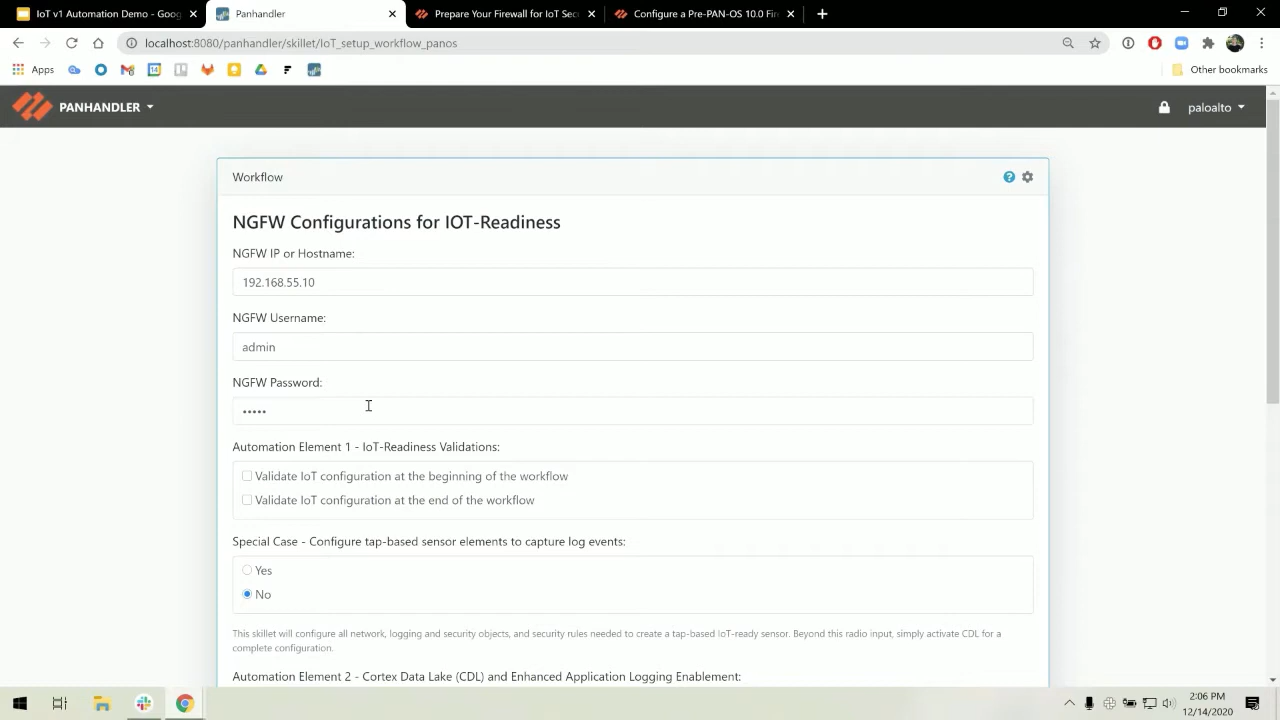 IoT v1 Automation Demo - Goog
Panhandler
Prepare Your Firewall for IoT Sec
Configure a Pre-PAN-OS 10.0 Fire
localhost:8080/panhandler/skillet/IoT_setup_workflow_panos
Apps
Other bookmarks
PANHANDLER
paloalto
Workflow
NGFW Configurations for IOT-Readiness
NGFW IP or Hostname:
192.168.55.10
NGFW Username:
admin
NGFW Password:
•••••
Automation Element 1 - IoT-Readiness Validations:
Validate IoT configuration at the beginning of the workflow
Validate IoT configuration at the end of the workflow
Special Case - Configure tap-based sensor elements to capture log events:
Yes
No
This skillet will configure all network, logging and security objects, and security rules needed to create a tap-based IoT-ready sensor. Beyond this radio input, simply activate CDL for a
complete configuration.
Automation Element 2 - Cortex Data Lake (CDL) and Enhanced Application Logging Enablement:
2:06 PM
12/14/2020